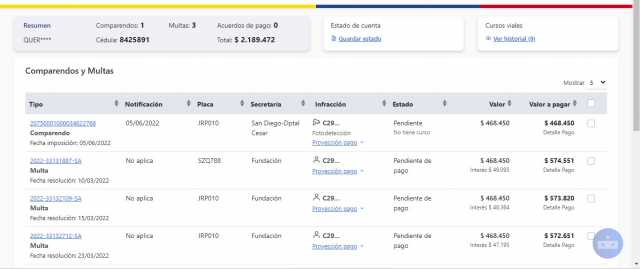 Resumen
Comparendos: 1
Multas: 3
Acuerdos de pago: 0
QUER****
Cédula: 8425891
Total: $ 2.189.472
Estado de cuenta
Guardar estado
Cursos viales
Ver historial (0)
Comparendos y Multas
Mostrar 5
Tipo Notificación Placa Secretaría Infracción Estado Valor Valor a pagar
20750001000034622768 05/06/2022 JRP010 San Diego-Dptal C29... Pendiente $ 468.450 $ 468.450
Comparendo Cesar Fotodetección No tiene curso Detalle Pago
Fecha imposición: 05/06/2022 Proyección pago
2022-33131887-SA No aplica SZQ788 Fundación C29... Pendiente de $ 468.450 $ 574.551
Multa Proyección pago pago Interés $ 49.095 Detalle Pago
Fecha resolución: 10/03/2022
2022-33132109-SA No aplica JRP010 Fundación C29... Pendiente de $ 468.450 $ 573.820
Multa Proyección pago pago Interés $ 48.364 Detalle Pago
Fecha resolución: 15/03/2022
2022-33132712-SA No aplica JRP010 Fundación C29... Pendiente de $ 468.450 $ 572.651
Multa Proyección pago pago Interés $ 47.195 Detalle Pago
Fecha resolución: 23/03/2022